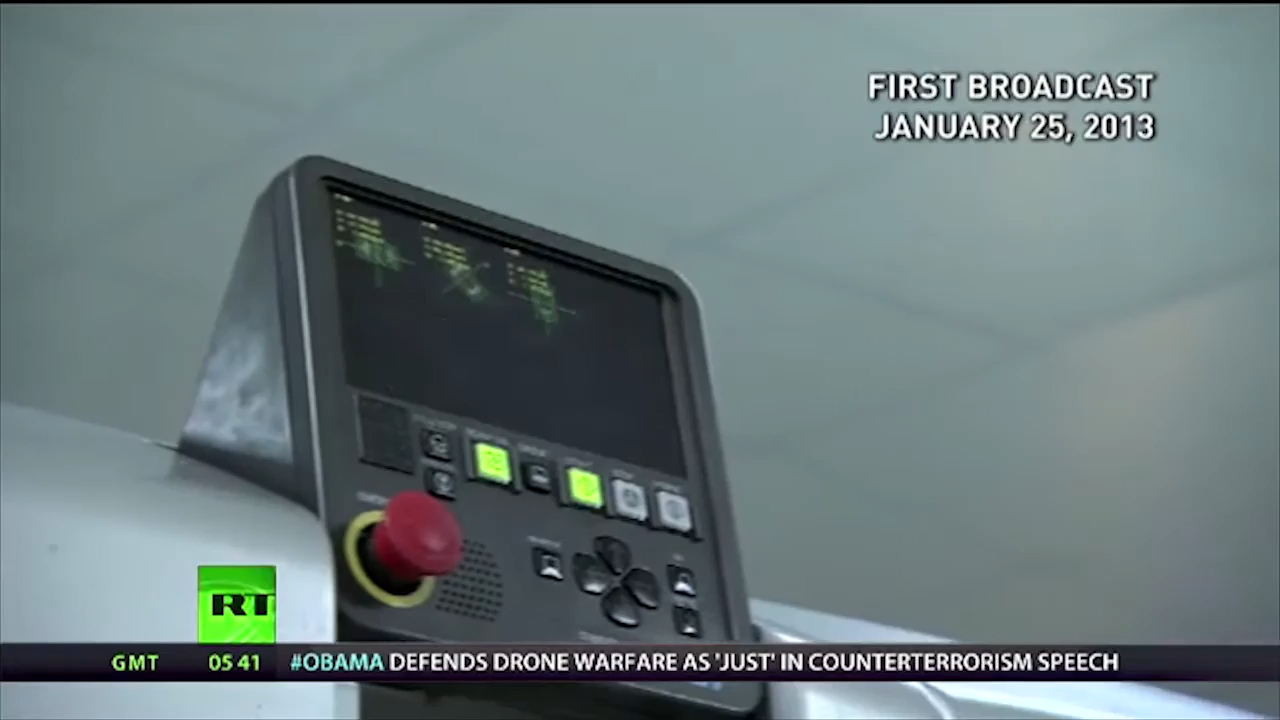 FIRST BROADCAST
JANUARY 25, 2013
RT
GMT 05 41 #OBAMA DEFENDS DRONE WARFARE AS 'JUST' IN COUNTERTERRORISM SPEECH